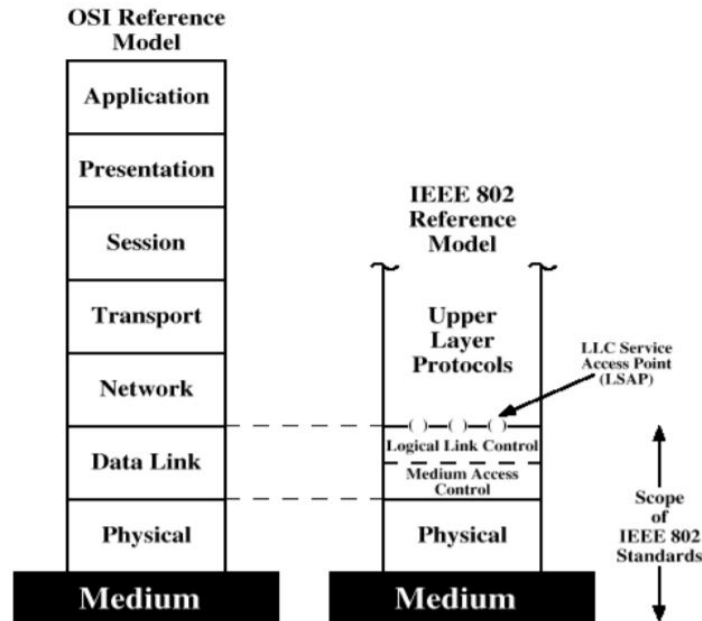 OSI Reference
Model
Application
Presentation
Session
Transport
Network
Data Link
Physical
Medium
IEEE 802
Reference
Model
Upper
Layer
Protocols
LLC Service
Access Point
(LSAP)
Logical Link Control
Medium Access
Control
Physical
Medium
Scope
of
IEEE 802
Standards